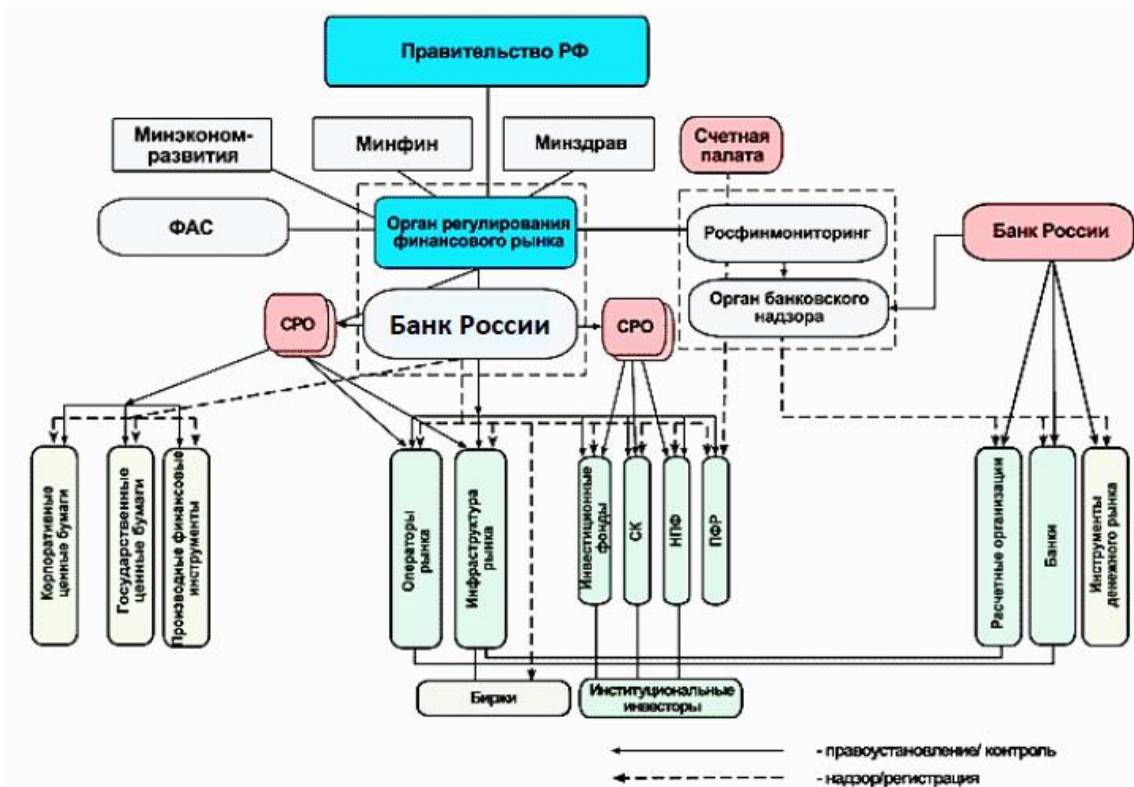 Правительство РФ
Минэконом-
развития
Минфин
Минздрав
Счетная
палата
ФАС
Орган регулирования
финансового рынка
Росфинмониторинг
Банк России
Орган банковского
надзора
СРО
Банк России
СРО
Корпоративные
ценные бумаги
Государственные
ценные бумаги
Производные финансовые
инструменты
Операторы
рынка
Инфраструктура
рынка
Инвестиционные
фонды
СК
НПФ
ПФР
Расчетные организации
Банки
Инструменты
денежного рынка
Биржи
Институциональные
инвесторы
- правоустановление/ контроль
- надзор/регистрация